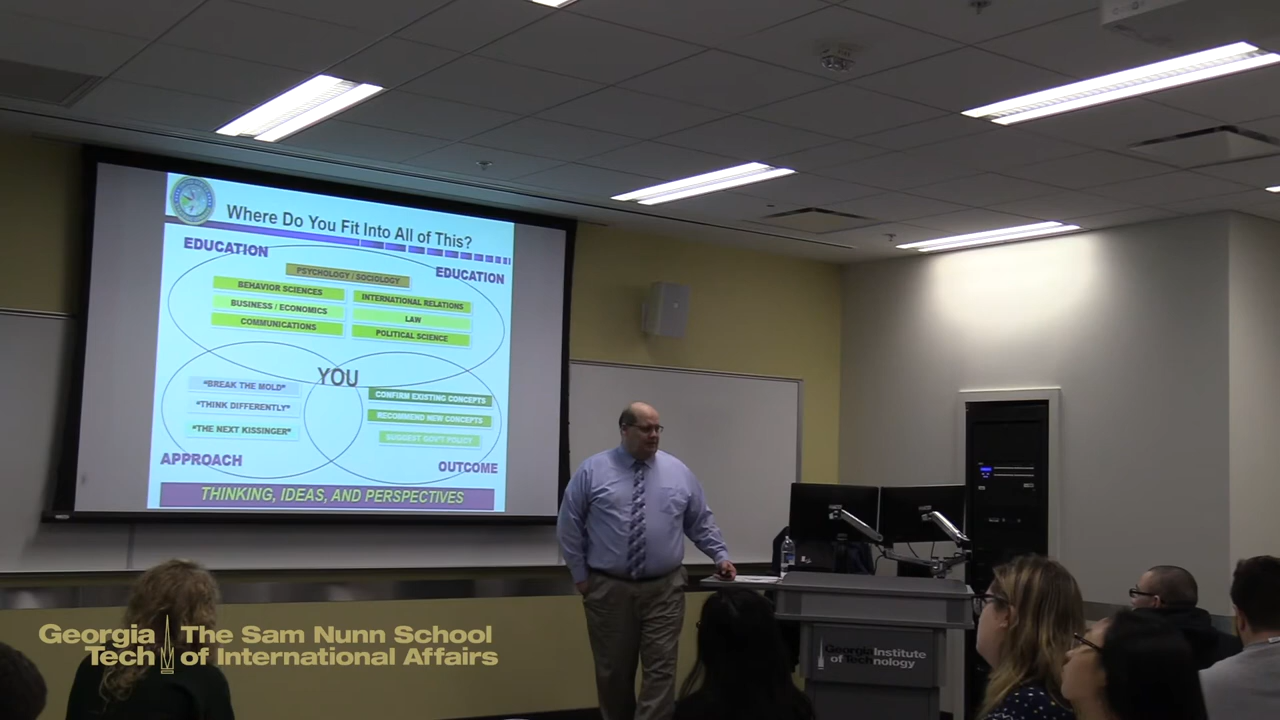 Where Do You Fit Into All of This?
EDUCATION
EDUCATION
PSYCHOLOGY / SOCIOLOGY
BEHAVIOR SCIENCES
INTERNATIONAL RELATIONS
BUSINESS / ECONOMICS
LAW
COMMUNICATIONS
POLITICAL SCIENCE
YOU
"BREAK THE MOLD"
"THINK DIFFERENTLY"
"THE NEXT KISSINGER"
CONFIRM EXISTING CONCEPTS
RECOMMEND NEW CONCEPTS
SUGGEST GOV'T POLICY
APPROACH
OUTCOME
THINKING, IDEAS, AND PERSPECTIVES
Georgia Institute
of Technology
Georgia Tech
The Sam Nunn School
of International Affairs